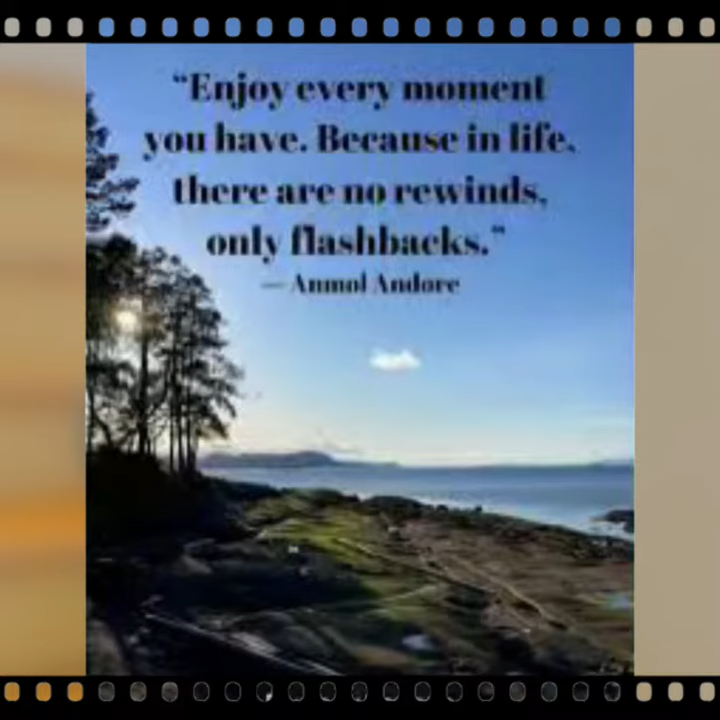 “Enjoy every moment
you have. Because in life,
there are no rewinds,
only flashbacks.”
— Anmol Andore